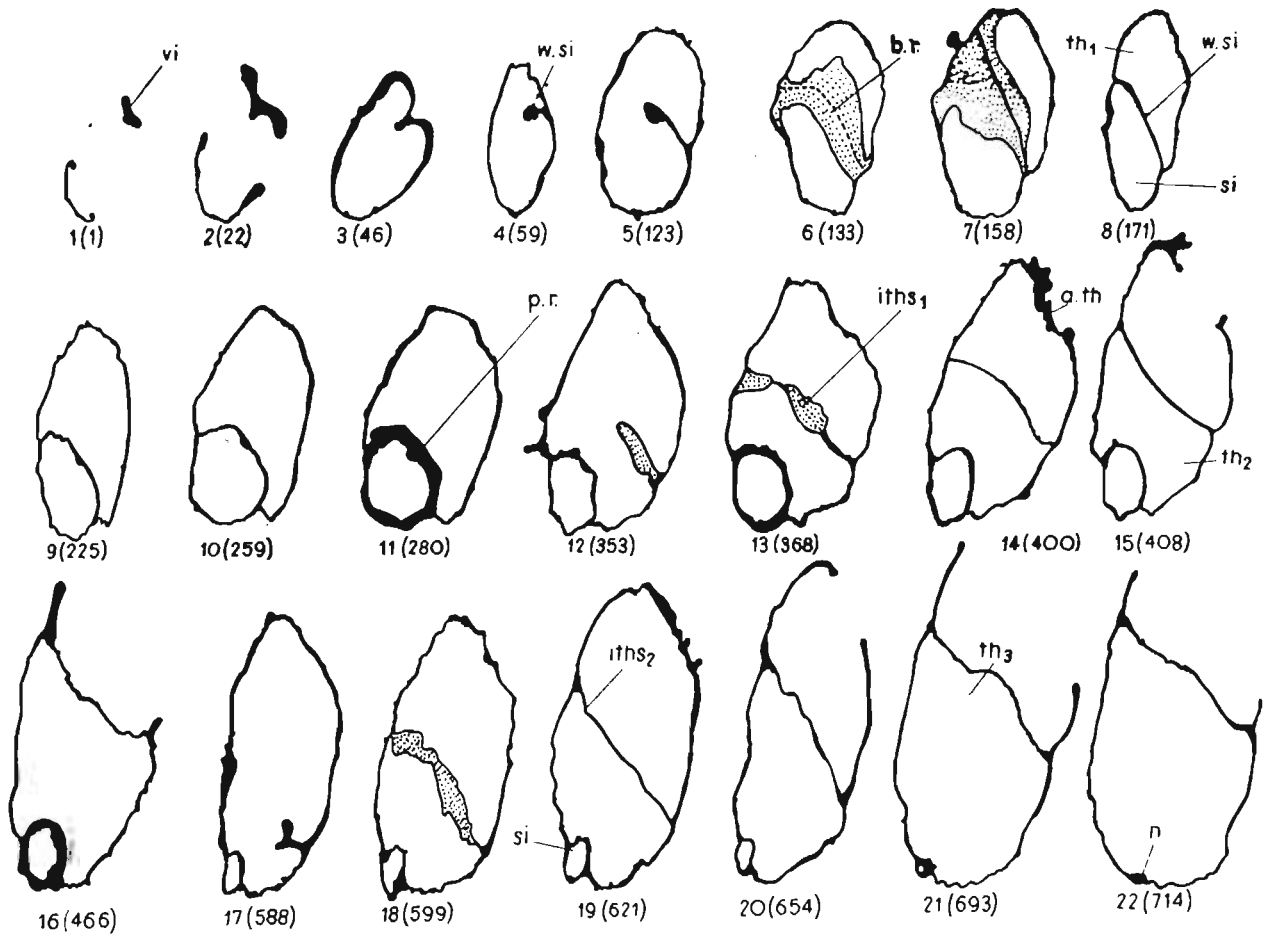 vi
w.si
b.r.
th1
w.si
si
1(1)
2(22)
3(46)
4(59)
5(123)
6(133)
7(158)
8(171)
p.r.
iths1
a.th
th2
9(225)
10(259)
11(280)
12(353)
13(368)
14(400)
15(408)
iths2
th3
si
n
16(466)
17(588)
18(599)
19(621)
20(654)
21(693)
22(714)